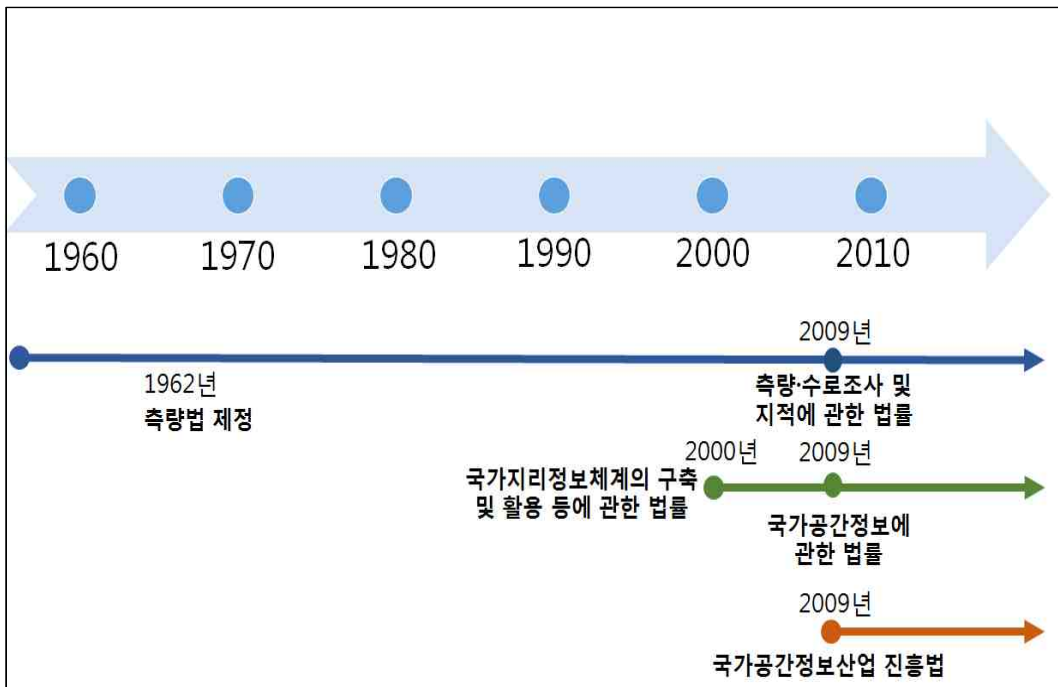 1960 1970 1980 1990 2000 2010
1962년
측량법 제정
2009년
측량·수로조사 및
지적에 관한 법률
2000년
국가지리정보체계의 구축
및 활용 등에 관한 법률
2009년
국가공간정보에
관한 법률
2009년
국가공간정보산업 진흥법